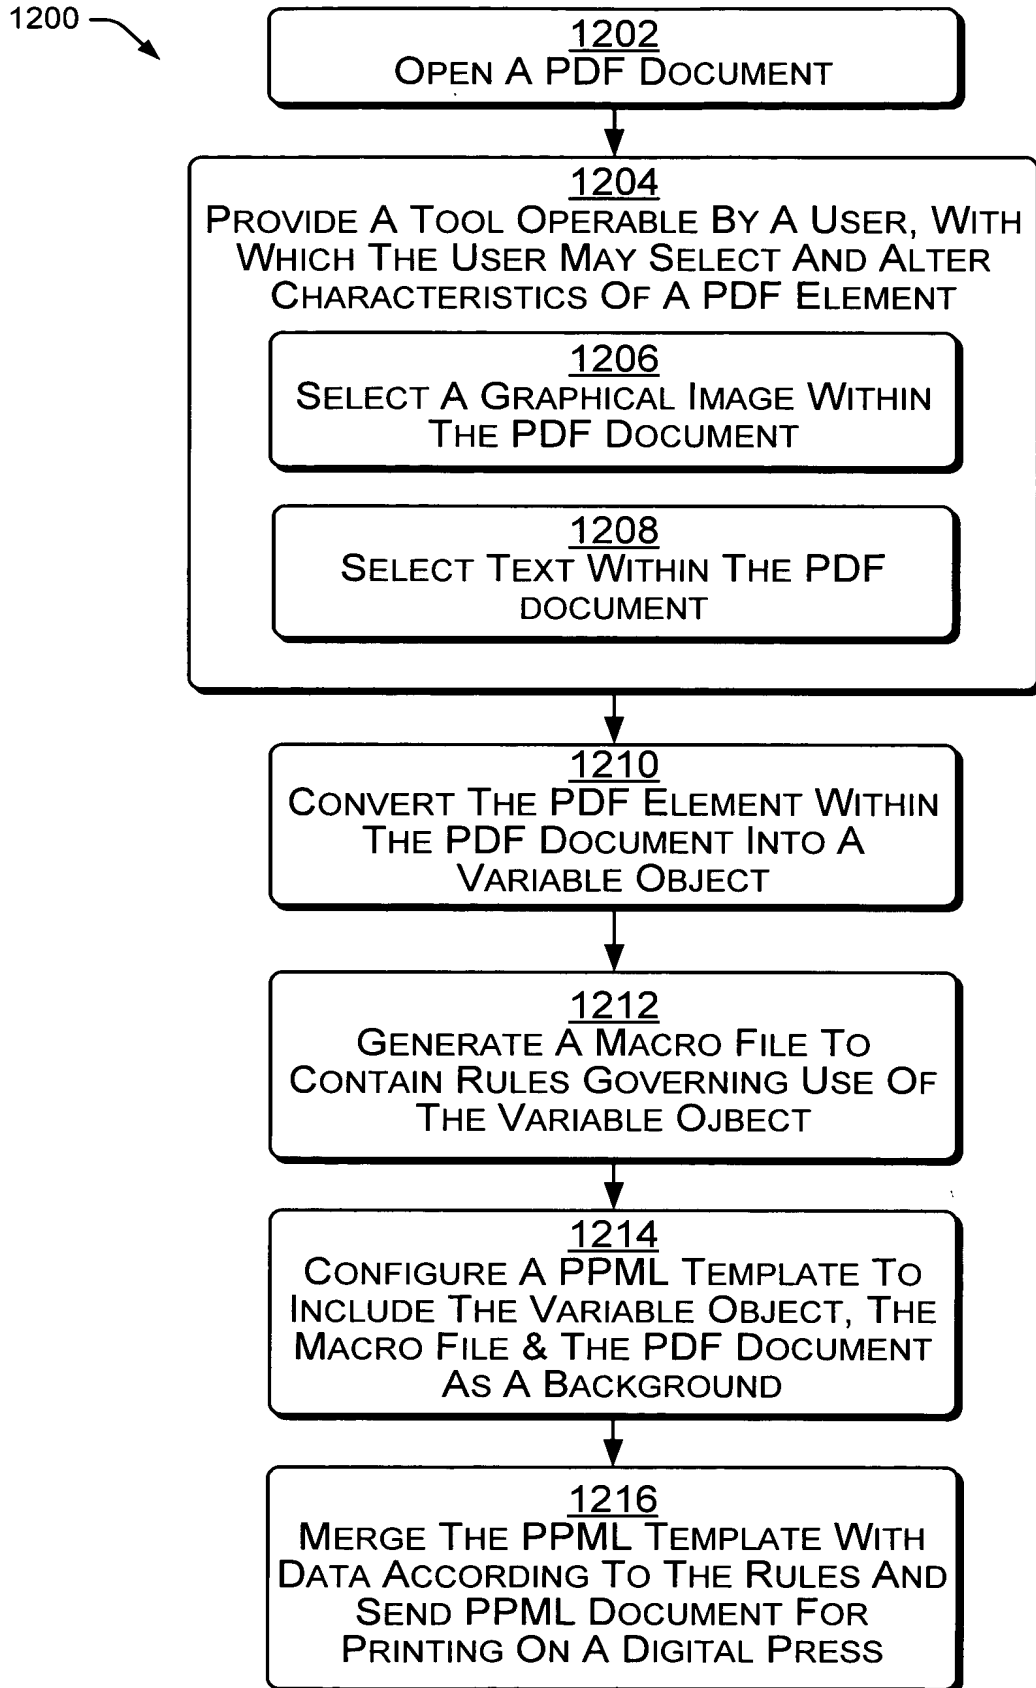 1200
1202
OPEN A PDF DOCUMENT
1204
PROVIDE A TOOL OPERABLE BY A USER, WITH
WHICH THE USER MAY SELECT AND ALTER
CHARACTERISTICS OF A PDF ELEMENT
1206
SELECT A GRAPHICAL IMAGE WITHIN
THE PDF DOCUMENT
1208
SELECT TEXT WITHIN THE PDF
DOCUMENT
1210
CONVERT THE PDF ELEMENT WITHIN
THE PDF DOCUMENT INTO A
VARIABLE OBJECT
1212
GENERATE A MACRO FILE TO
CONTAIN RULES GOVERNING USE OF
THE VARIABLE OJBECT
1214
CONFIGURE A PPML TEMPLATE TO
INCLUDE THE VARIABLE OBJECT, THE
MACRO FILE & THE PDF DOCUMENT
AS A BACKGROUND
1216
MERGE THE PPML TEMPLATE WITH
DATA ACCORDING TO THE RULES AND
SEND PPML DOCUMENT FOR
PRINTING ON A DIGITAL PRESS